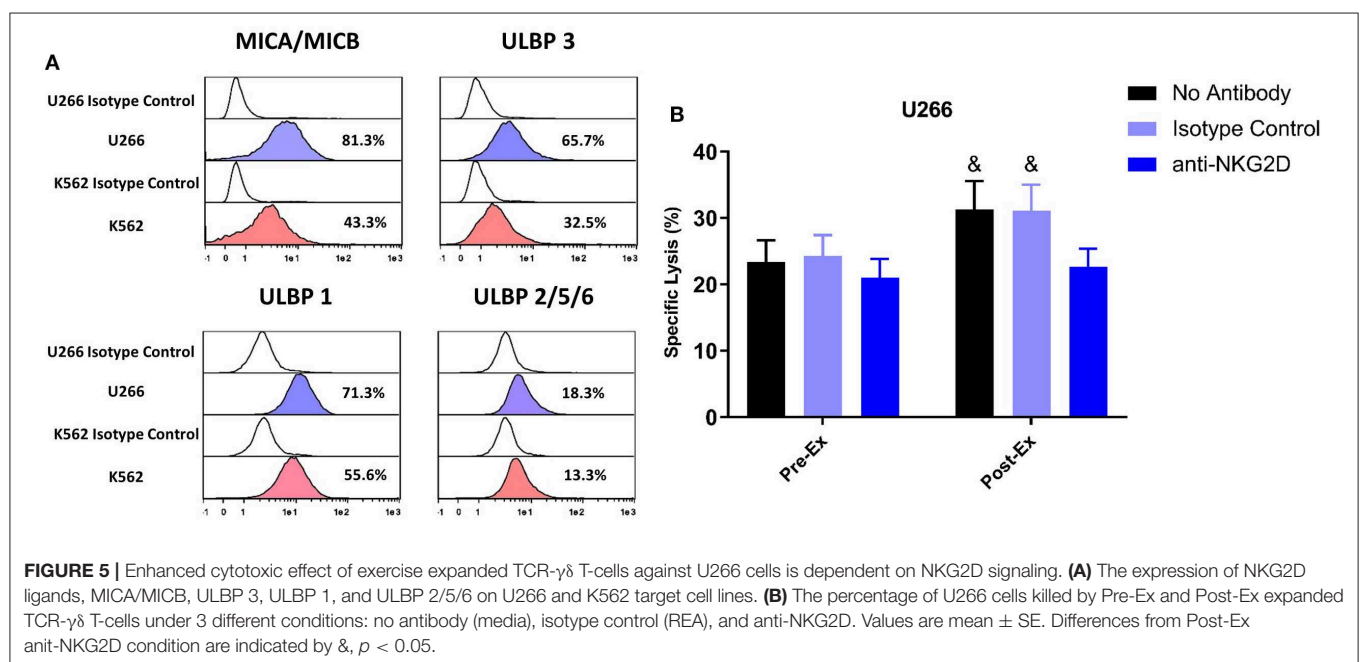 A
MICA/MICB
U266 Isotype Control
U266
81.3%
K562 Isotype Control
K562
43.3%
-1 0 1 1e1 1e2 1e3
ULBP 3
65.7%
32.5%
-1 0 1 1e1 1e2 1e3
ULBP 1
U266 Isotype Control
U266
71.3%
K562 Isotype Control
K562
55.6%
-1 0 1 1e1 1e2 1e3
ULBP 2/5/6
18.3%
13.3%
-1 0 1 1e1 1e2 1e3
B
U266
No Antibody
Isotype Control
anti-NKG2D
Specific Lysis (%)
40
30
20
10
0
& &
Pre-Ex
Post-Ex
FIGURE 5 | Enhanced cytotoxic effect of exercise expanded TCR-γδ T-cells against U266 cells is dependent on NKG2D signaling. (A) The expression of NKG2D
ligands, MICA/MICB, ULBP 3, ULBP 1, and ULBP 2/5/6 on U266 and K562 target cell lines. (B) The percentage of U266 cells killed by Pre-Ex and Post-Ex expanded
TCR-γδ T-cells under 3 different conditions: no antibody (media), isotype control (REA), and anti-NKG2D. Values are mean ± SE. Differences from Post-Ex
anit-NKG2D condition are indicated by &, p < 0.05.